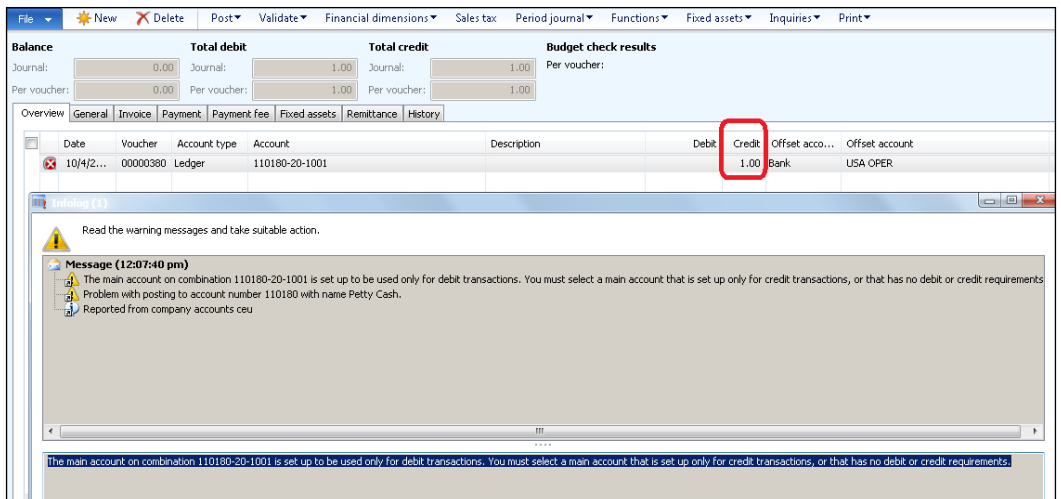 File New Delete Post Validate Financial dimensions Sales tax Period journal Functions Fixed assets Inquiries Print
Balance Total debit Total credit Budget check results
Journal: 0.00 Journal: 1.00 Journal: 1.00 Per voucher:
Per voucher: 0.00 Per voucher: 1.00 Per voucher: 1.00
Overview General Invoice Payment Payment fee Fixed assets Remittance History
Date Voucher Account type Account Description Debit Credit Offset acco... Offset account
10/4/2... 00000380 Ledger 110180-20-1001 1.00 Bank USA OPER
Infolog (1)
Read the warning messages and take suitable action.
Message (12:07:40 pm)
The main account on combination 110180-20-1001 is set up to be used only for debit transactions. You must select a main account that is set up only for credit transactions, or that has no debit or credit requirements
Problem with posting to account number 110180 with name Petty Cash.
Reported from company accounts ceu
The main account on combination 110180-20-1001 is set up to be used only for debit transactions. You must select a main account that is set up only for credit transactions, or that has no debit or credit requirements.